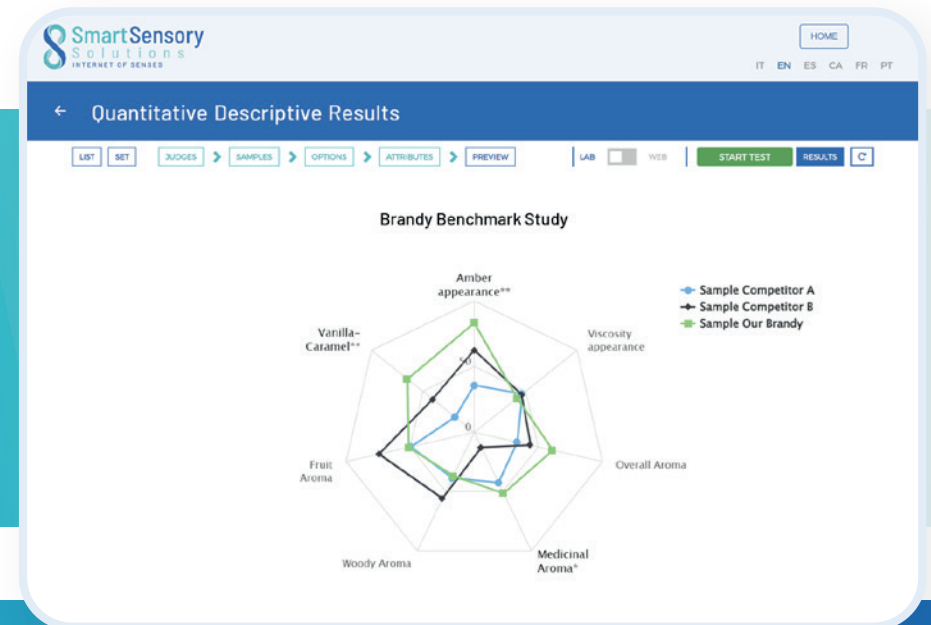 SmartSensory
Solutions
INTERNET OF SENSES
HOME
IT EN ES CA FR PT
← Quantitative Descriptive Results
LIST SET JUDGES SAMPLES OPTIONS ATTRIBUTES PREVIEW LAB WEB START TEST RESULTS
Brandy Benchmark Study
Amber
appearance**
Viscosity
appearance
Overall Aroma
Medicinal
Aroma*
Woody Aroma
Fruit
Aroma
Vanilla-
Caramel**
0
Sample Competitor A
Sample Competitor B
Sample Our Brandy